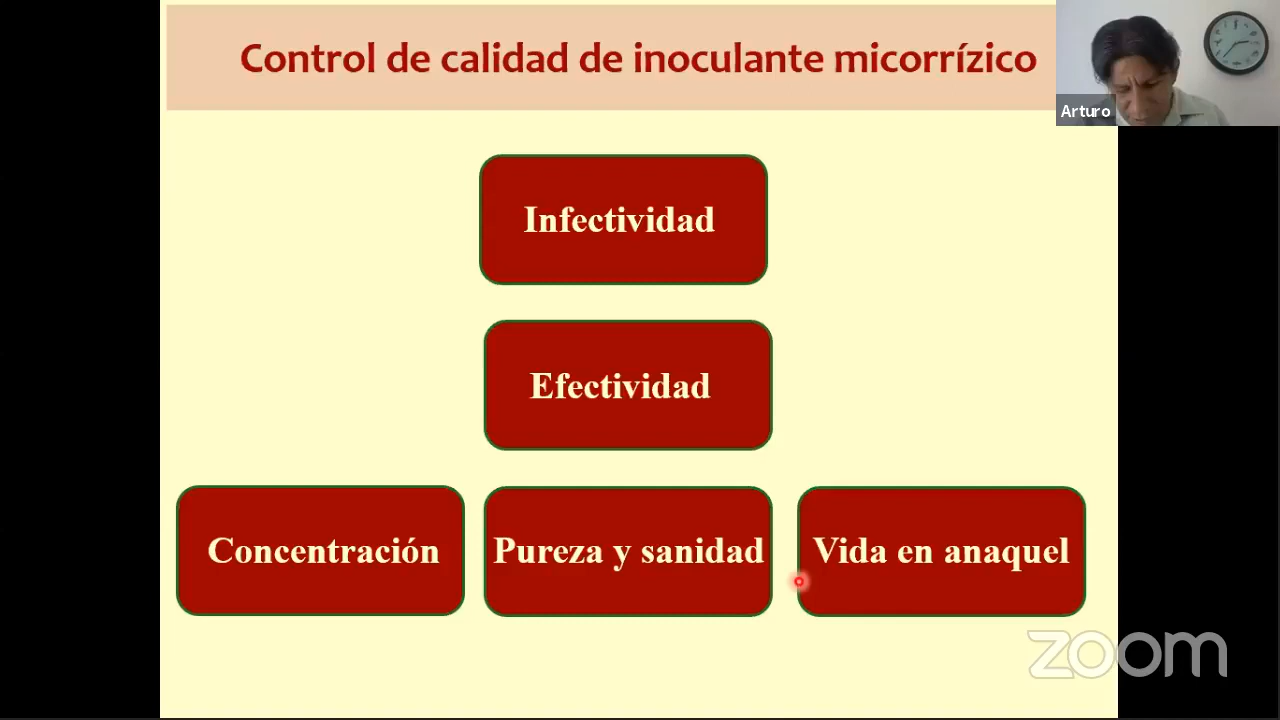 Control de calidad de inoculante micorrízico
Arturo
Infectividad
Efectividad
Concentración
Pureza y sanidad
Vida en anaquel
zoom